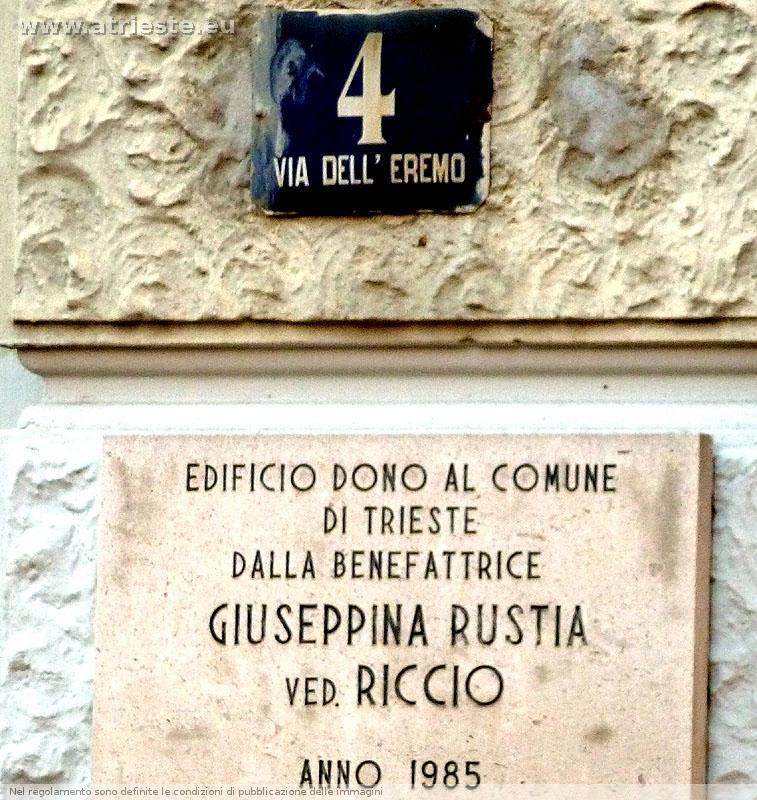 www.atrieste.eu
4
VIA DELL' EREMO
EDIFICIO DONO AL COMUNE
DI TRIESTE
DALLA BENEFATTRICE
GIUSEPPINA RUSTIA
VED. RICCIO
ANNO 1985
Nel regolamento sono definite le condizioni di pubblicazione delle immagini